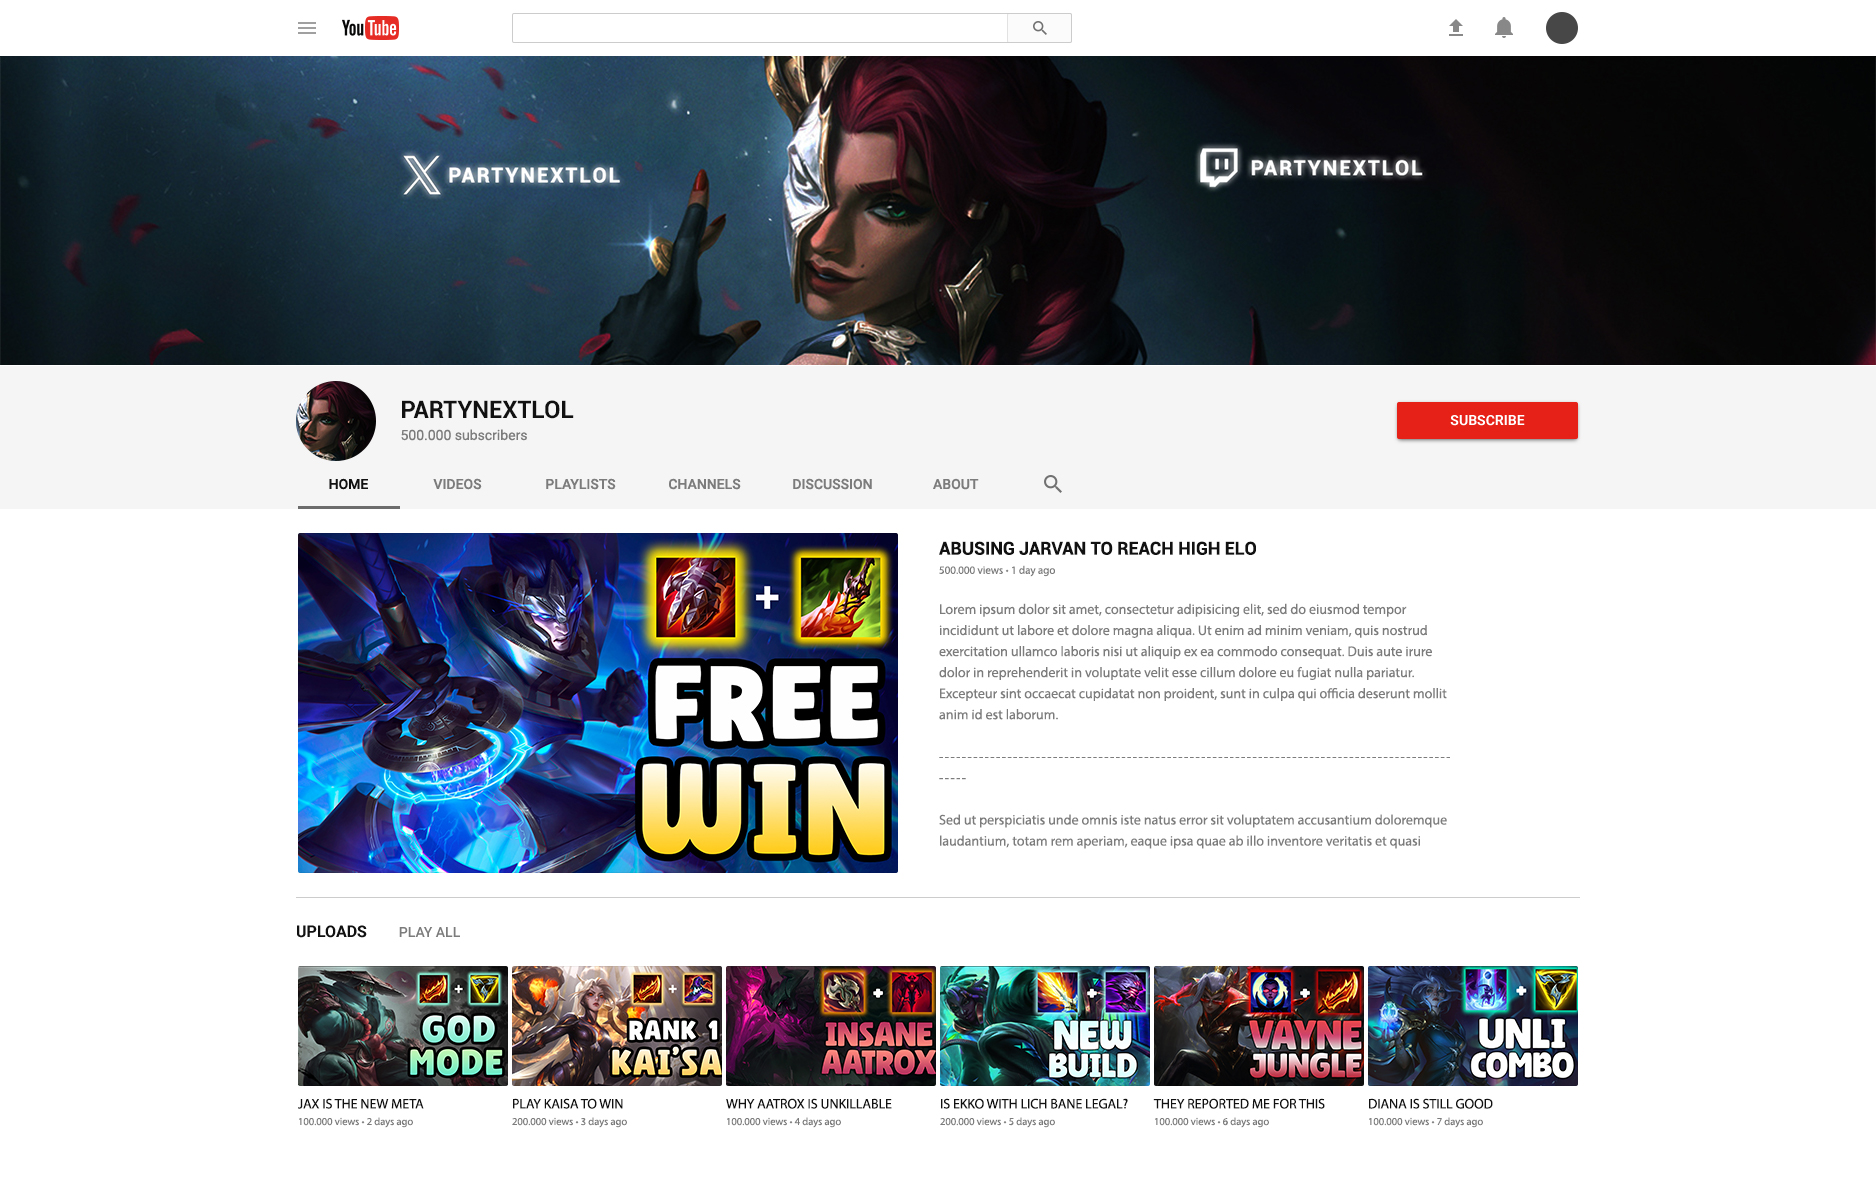 YouTube
PARTYNEXTLOL
PARTYNEXTLOL
PARTYNEXTLOL
500.000 subscribers
SUBSCRIBE
HOME VIDEOS PLAYLISTS CHANNELS DISCUSSION ABOUT
+
FREE
WIN
ABUSING JARVAN TO REACH HIGH ELO
500.000 views • 1 day ago
Lorem ipsum dolor sit amet, consectetur adipisicing elit, sed do eiusmod tempor
incididunt ut labore et dolore magna aliqua. Ut enim ad minim veniam, quis nostrud
exercitation ullamco laboris nisi ut aliquip ex ea commodo consequat. Duis aute irure
dolor in reprehenderit in voluptate velit esse cillum dolore eu fugiat nulla pariatur.
Excepteur sint occaecat cupidatat non proident, sunt in culpa qui officia deserunt mollit
anim id est laborum.
-----------------------------------------------------------------------------------------
-----
Sed ut perspiciatis unde omnis iste natus error sit voluptatem accusantium doloremque
laudantium, totam rem aperiam, eaque ipsa quae ab illo inventore veritatis et quasi
UPLOADS PLAY ALL
+
GOD
MODE
JAX IS THE NEW META
100.000 views • 2 days ago
+
RANK 1
KAI'SA
PLAY KAISA TO WIN
200.000 views • 3 days ago
+
INSANE
AATROX
WHY AATROX IS UNKILLABLE
100.000 views • 4 days ago
+
NEW
BUILD
IS EKKO WITH LICH BANE LEGAL?
200.000 views • 5 days ago
+
VAYNE
JUNGLE
THEY REPORTED ME FOR THIS
100.000 views • 6 days ago
+
UNLI
COMBO
DIANA IS STILL GOOD
100.000 views • 7 days ago